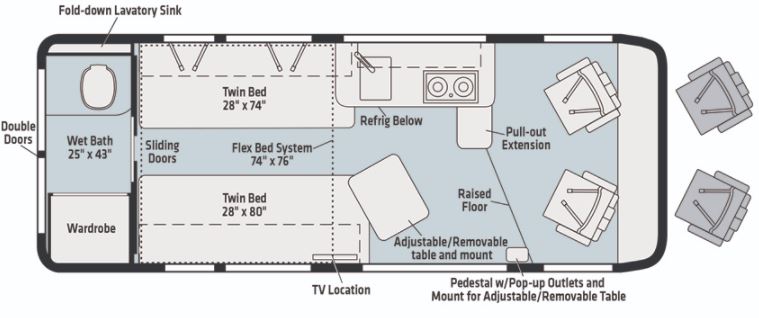 Fold-down Lavatory Sink
Twin Bed
28" x 74"
Refrig Below
Double
Doors
Wet Bath
25" x 43"
Sliding
Doors
Flex Bed System
74" x 76"
Pull-out
Extension
Twin Bed
28" x 80"
Raised
Floor
Wardrobe
Adjustable/Removable
table and mount
TV Location
Pedestal w/Pop-up Outlets and
Mount for Adjustable/Removable Table